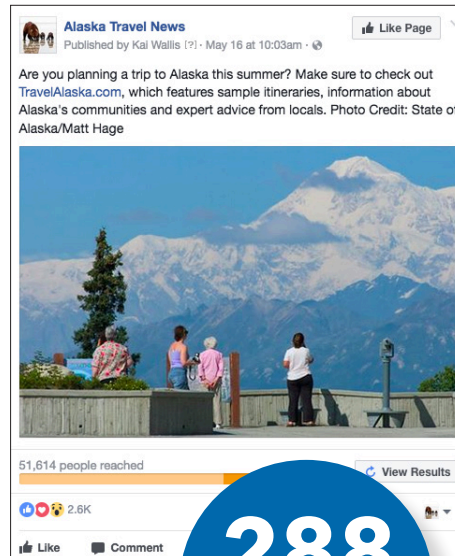 Alaska Travel News
Like Page
Published by Kai Wallis [?] · May 16 at 10:03am ·
Are you planning a trip to Alaska this summer? Make sure to check out
TravelAlaska.com, which features sample itineraries, information about
Alaska's communities and expert advice from locals. Photo Credit: State of
Alaska/Matt Hage
51,614 people reached
View Results
2.6K
Like Comment
288